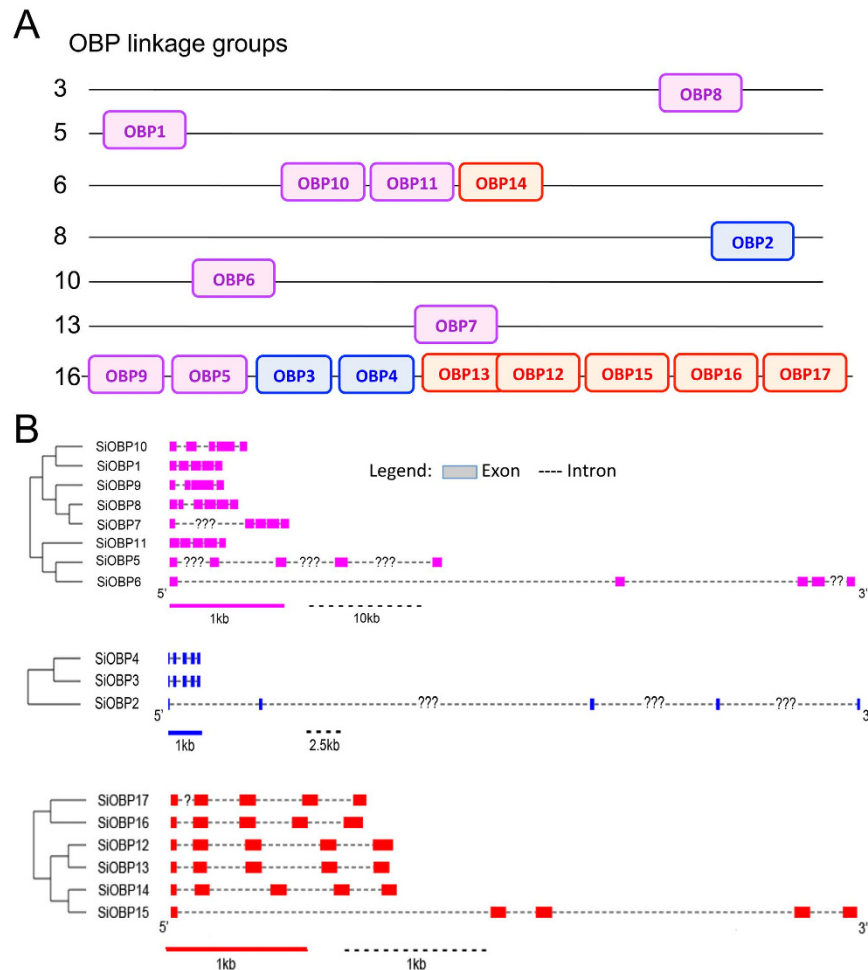 A
OBP linkage groups
3 OBP8
5 OBP1
6 OBP10 OBP11 OBP14
8 OBP2
10 OBP6
13 OBP7
16 OBP9 OBP5 OBP3 OBP4 OBP13 OBP12 OBP15 OBP16 OBP17
B
SiOBP10
Legend: Exon ---- Intron
SiOBP1
SiOBP9
SiOBP8
SiOBP7 ???
SiOBP11
SiOBP5 ??? ??? ???
SiOBP6 ??
5' 3'
1kb 10kb
SiOBP4
SiOBP3
SiOBP2 ??? ??? ???
5' 3'
1kb 2.5kb
SiOBP17 ?
SiOBP16
SiOBP12
SiOBP13
SiOBP14
SiOBP15
5' 3'
1kb 1kb